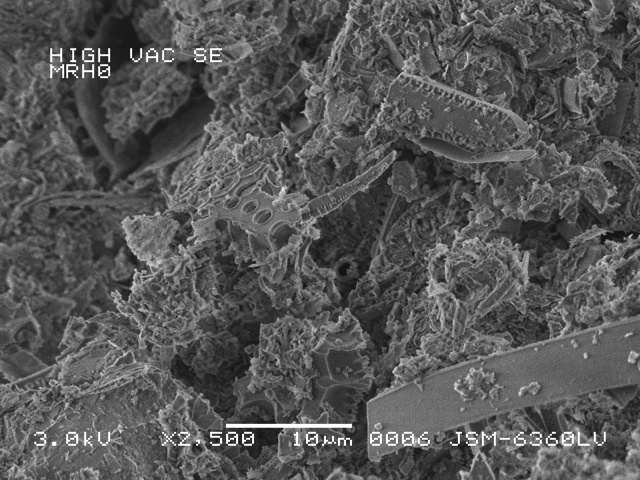 HIGH VAC SE
MRH0
3.0kV X2,500 10µm 0006 JSM-6360LV